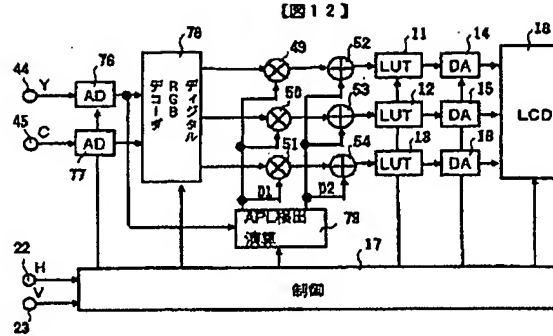 【図12】
76
78
49
52
11
14
18
44
Y
AD
LUT
DA
50
53
12
15
45
C
AD
デコーダ
RGB
ディジタル
LUT
DA
LCD
77
51
54
13
16
LUT
DA
D1
D2
APL検出
演算
79
22
H
17
V
制御
23